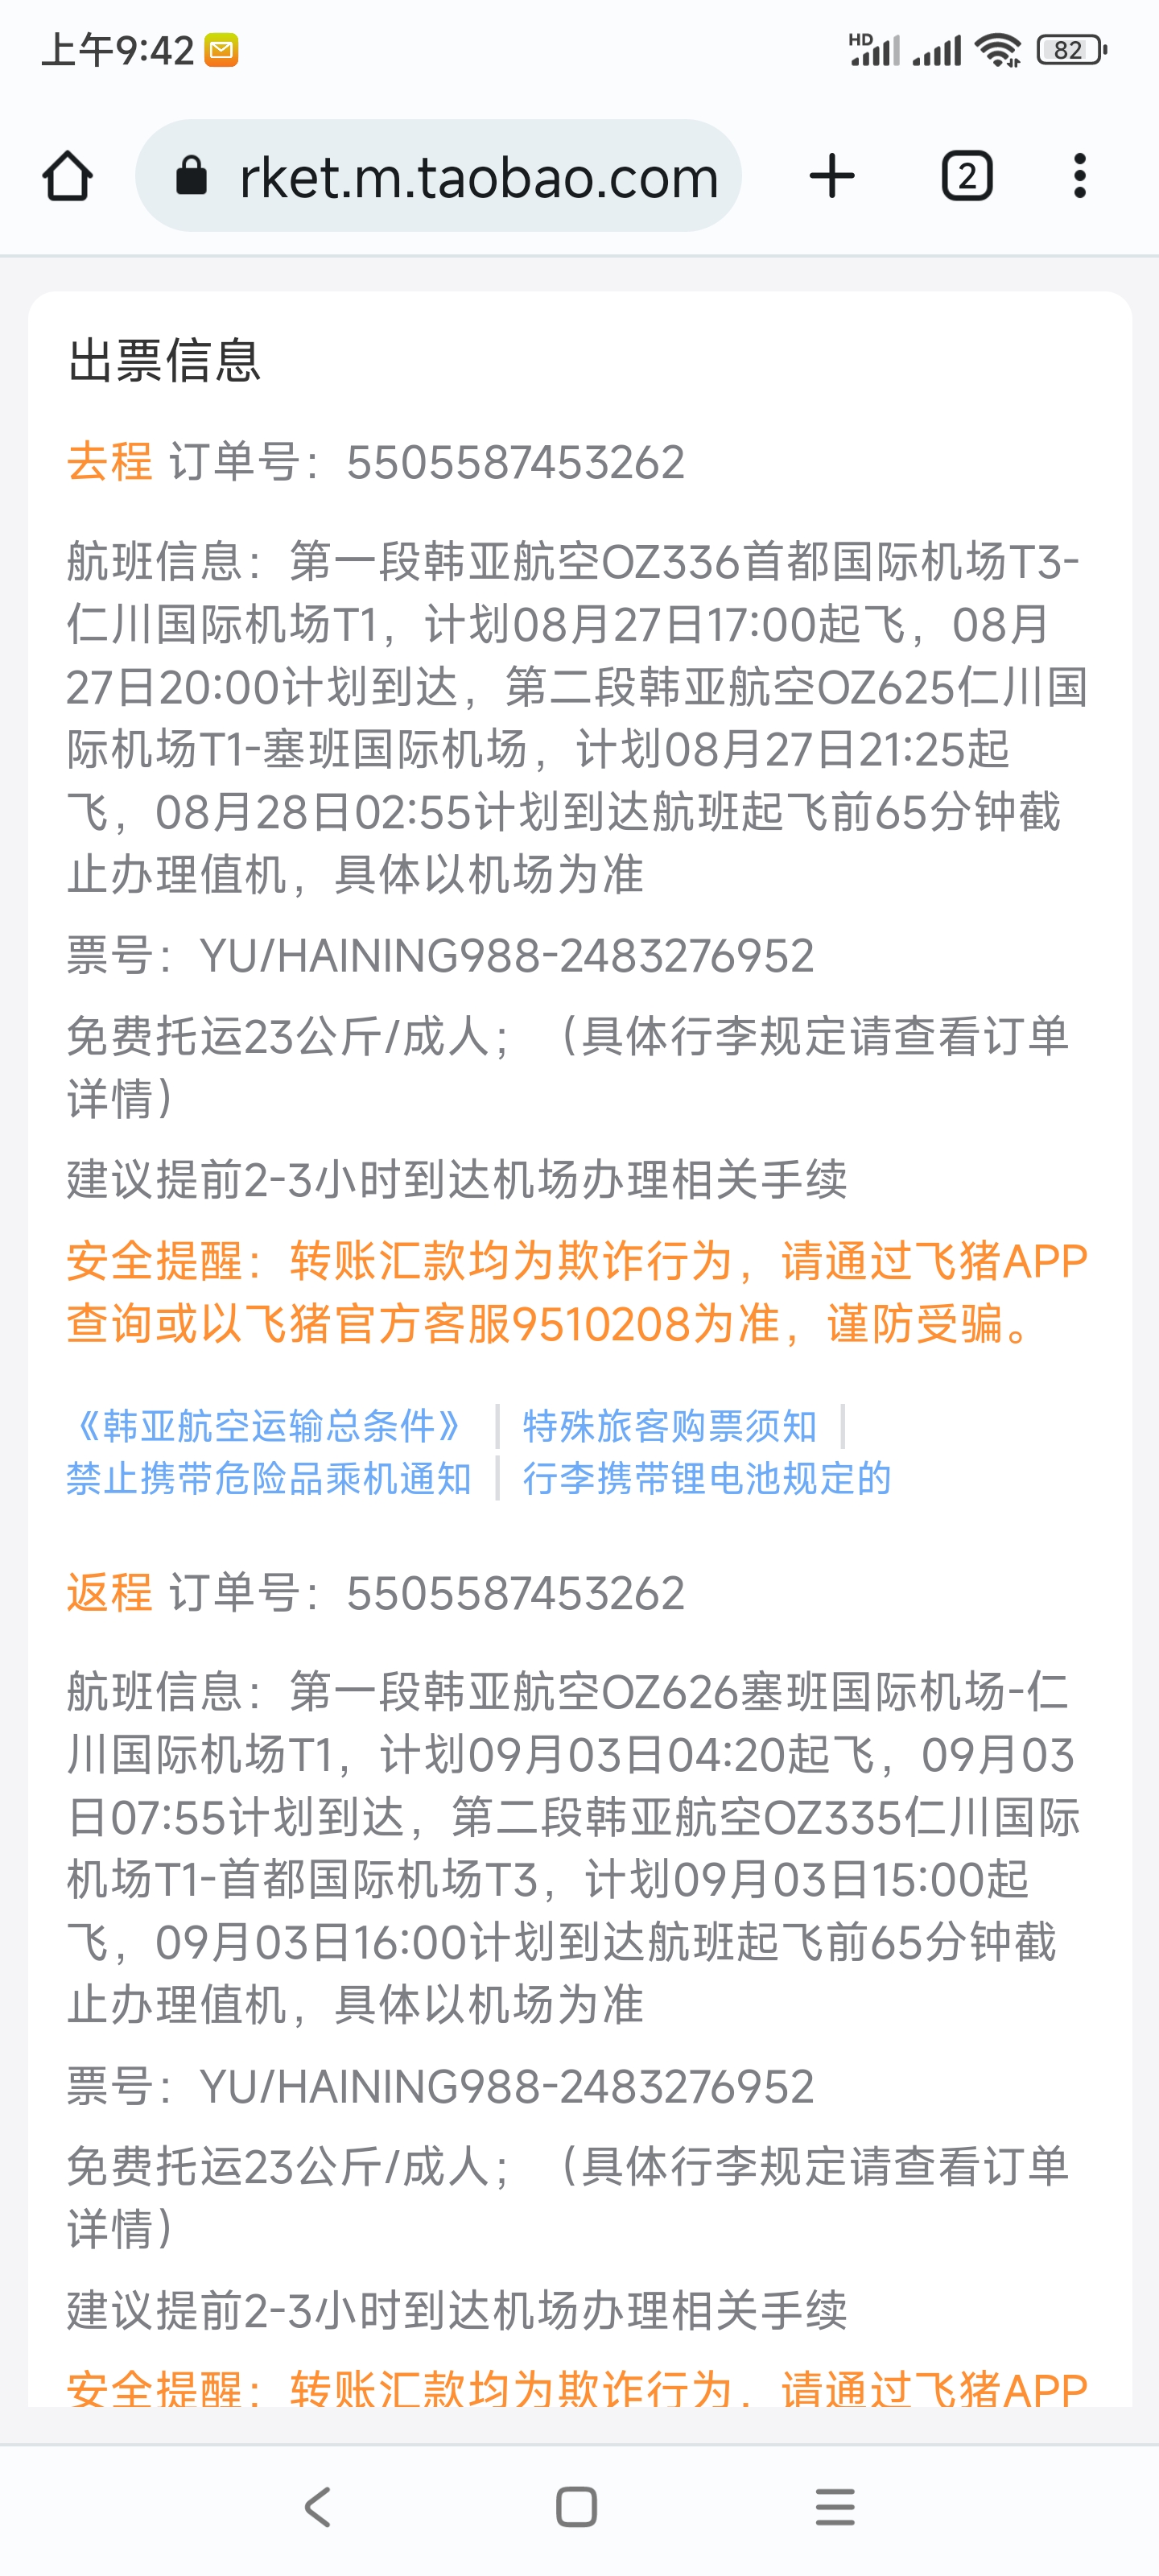 上午9:42
HD
82
rket.m.taobao.com
2
出票信息
去程 订单号：5505587453262
航班信息：第一段韩亚航空OZ336首都国际机场T3-
仁川国际机场T1，计划08月27日17:00起飞，08月
27日20:00计划到达，第二段韩亚航空OZ625仁川国
际机场T1-塞班国际机场，计划08月27日21:25起
飞，08月28日02:55计划到达航班起飞前65分钟截
止办理值机，具体以机场为准
票号：YU/HAINING988-2483276952
免费托运23公斤/成人；（具体行李规定请查看订单
详情）
建议提前2-3小时到达机场办理相关手续
安全提醒：转账汇款均为欺诈行为，请通过飞猪APP
查询或以飞猪官方客服9510208为准，谨防受骗。
《韩亚航空运输总条件》 | 特殊旅客购票须知 |
禁止携带危险品乘机通知 | 行李携带锂电池规定的
返程 订单号：5505587453262
航班信息：第一段韩亚航空OZ626塞班国际机场-仁
川国际机场T1，计划09月03日04:20起飞，09月03
日07:55计划到达，第二段韩亚航空OZ335仁川国际
机场T1-首都国际机场T3，计划09月03日15:00起
飞，09月03日16:00计划到达航班起飞前65分钟截
止办理值机，具体以机场为准
票号：YU/HAINING988-2483276952
免费托运23公斤/成人；（具体行李规定请查看订单
详情）
建议提前2-3小时到达机场办理相关手续
安全提醒：转账汇款均为欺诈行为，请通过飞猪APP